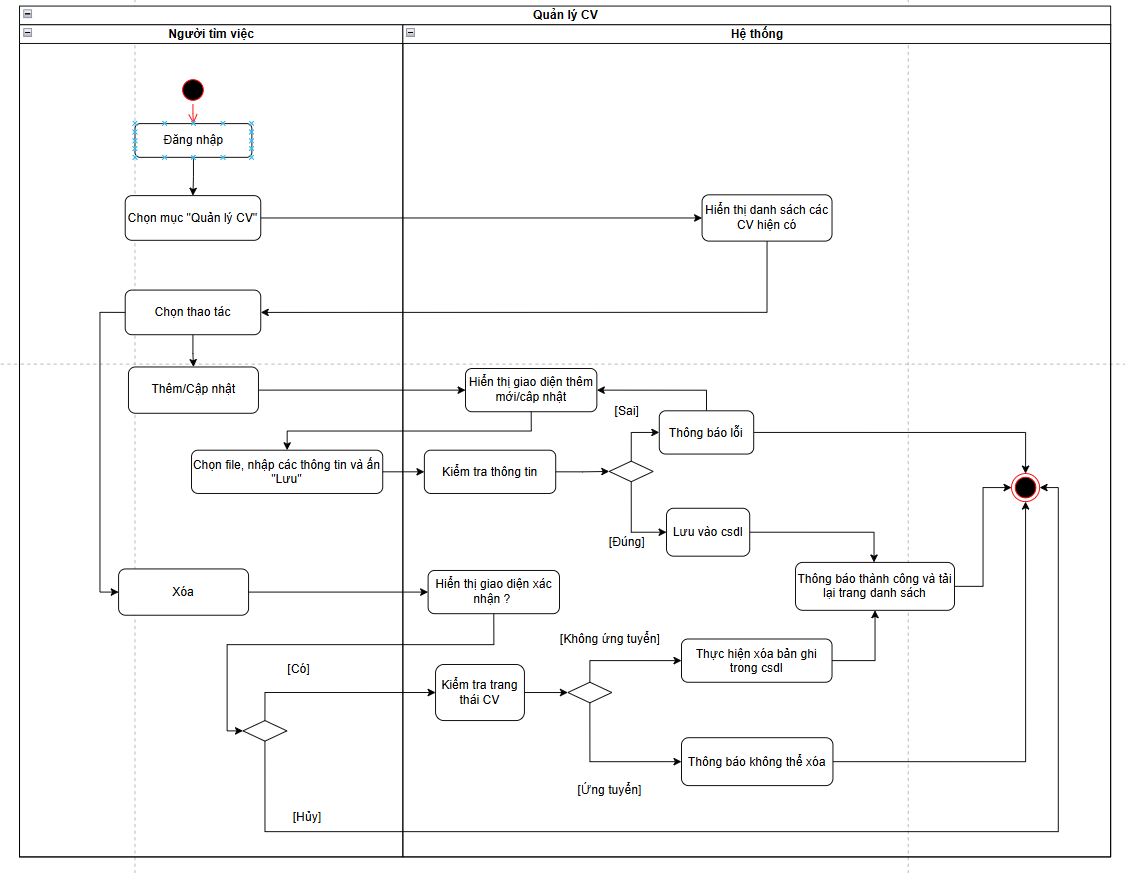 Quản lý CV
Người tìm việc
Hệ thống
Đăng nhập
Chọn mục "Quản lý CV"
Hiển thị danh sách các
CV hiện có
Chọn thao tác
Thêm/Cập nhật
Hiển thị giao diện thêm
mới/câp nhật
[Sai]
Thông báo lỗi
Chọn file, nhập các thông tin và ấn
"Lưu"
Kiểm tra thông tin
Lưu vào csdl
[Đúng]
Thông báo thành công và tải
lại trang danh sách
Xóa
Hiển thị giao diện xác
nhận ?
[Không ứng tuyển]
Thực hiện xóa bản ghi
trong csdl
[Có]
Kiểm tra trang
thái CV
Thông báo không thể xóa
[Ứng tuyển]
[Hủy]